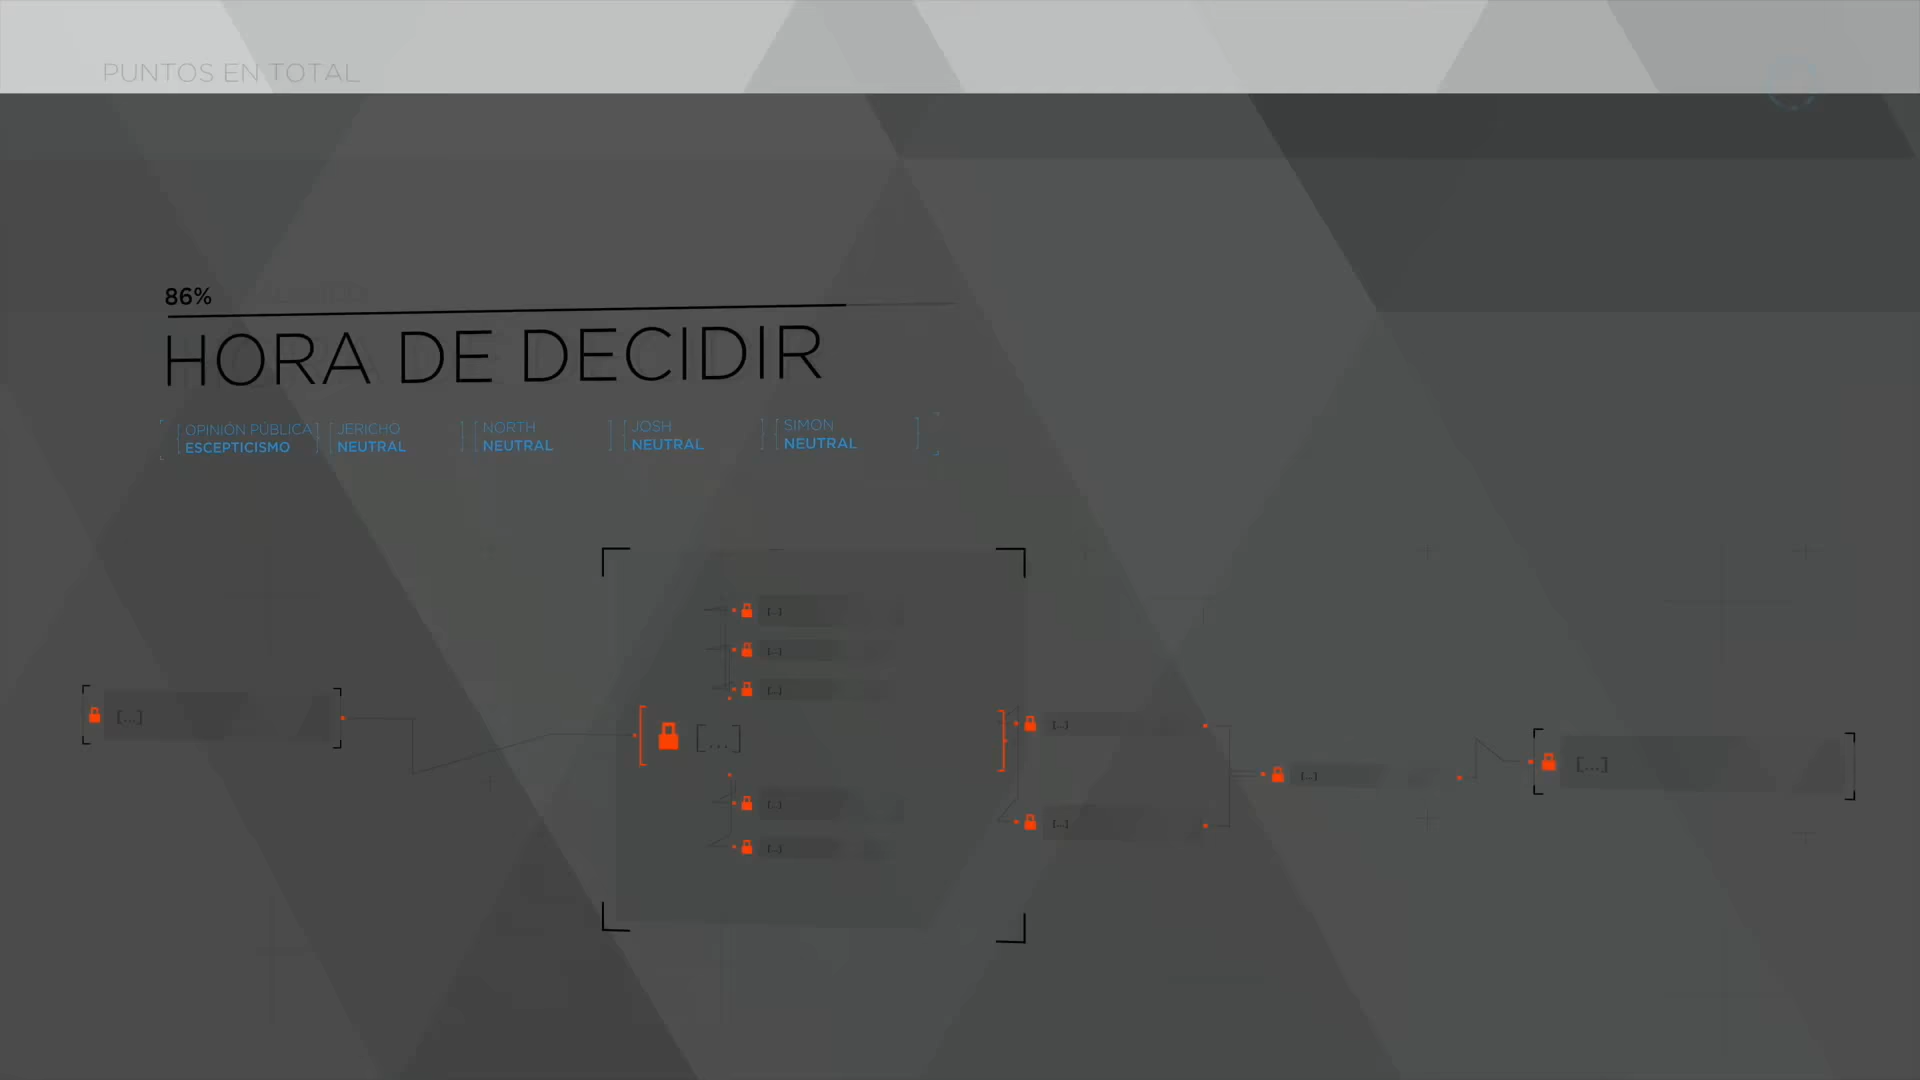 PUNTOS EN TOTAL
86%
HORA DE DECIDIR
OPINIÓN PÚBLICA
ESCEPTICISMO
JERICHO
NEUTRAL
NORTH
NEUTRAL
JOSH
NEUTRAL
SIMON
NEUTRAL
[...]
[...]
[...]
[...]
[...]
[...]
[...]
[...]
[...]
[...]
[...]